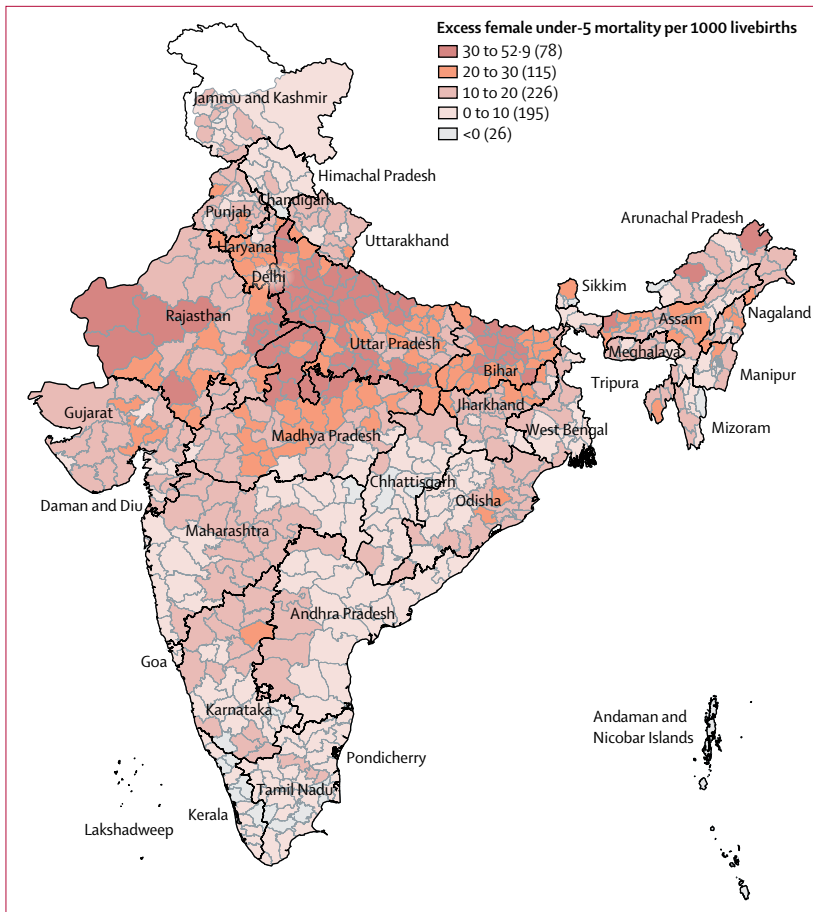 Excess female under-5 mortality per 1000 livebirths
30 to 52·9 (78)
20 to 30 (115)
10 to 20 (226)
0 to 10 (195)
<0 (26)
Jammu and Kashmir
Himachal Pradesh
Chandigarh
Punjab
Uttarakhand
Arunachal Pradesh
Haryana
Delhi
Sikkim
Rajasthan
Assam
Nagaland
Uttar Pradesh
Meghalaya
Bihar
Manipur
Tripura
Gujarat
Jharkhand
Madhya Pradesh
West Bengal
Mizoram
Chhattisgarh
Daman and Diu
Odisha
Maharashtra
Andhra Pradesh
Goa
Karnataka
Andaman and
Nicobar Islands
Pondicherry
Tamil Nadu
Kerala
Lakshadweep